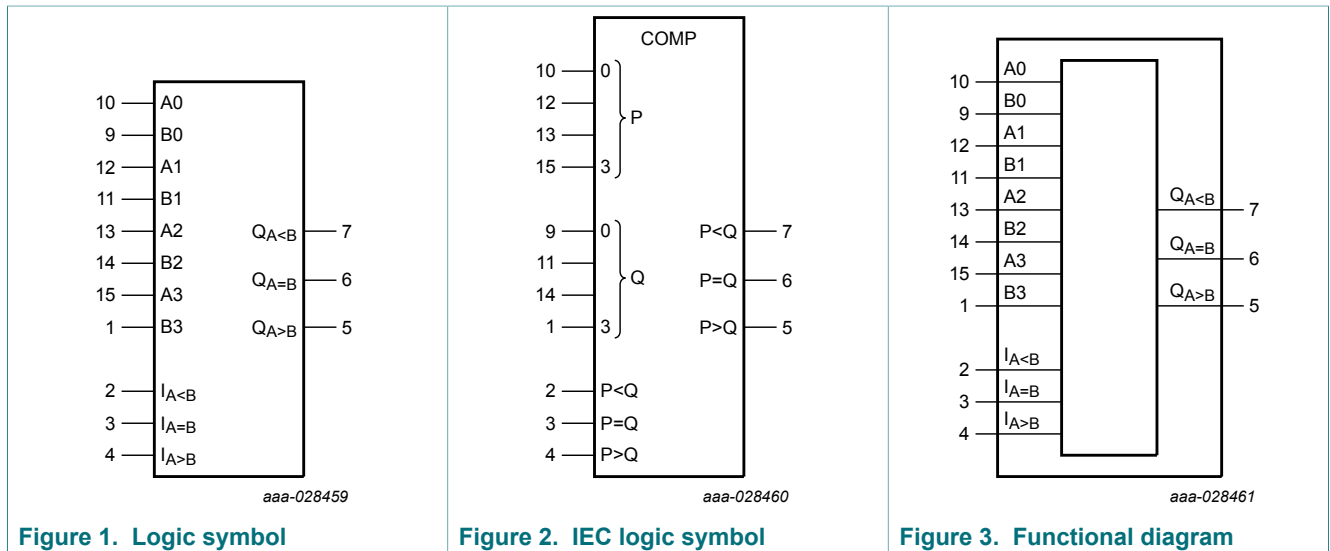 10 A0
9 B0
12 A1
11 B1
13 A2 QA<B 7
14 B2
15 A3 QA=B 6
1 B3 QA>B 5
2 IA<B
3 IA=B
4 IA>B
aaa-028459
Figure 1. Logic symbol
COMP
10 0
12 P
13
15 3
9 0 P<Q 7
11
Q P=Q 6
14
1 3 P>Q 5
2 P<Q
3 P=Q
4 P>Q
aaa-028460
Figure 2. IEC logic symbol
10 A0
9 B0
12 A1
11 B1
13 A2 QA<B 7
14 B2
QA=B 6
15 A3
1 B3 QA>B 5
2 IA<B
3 IA=B
4 IA>B
aaa-028461
Figure 3. Functional diagram